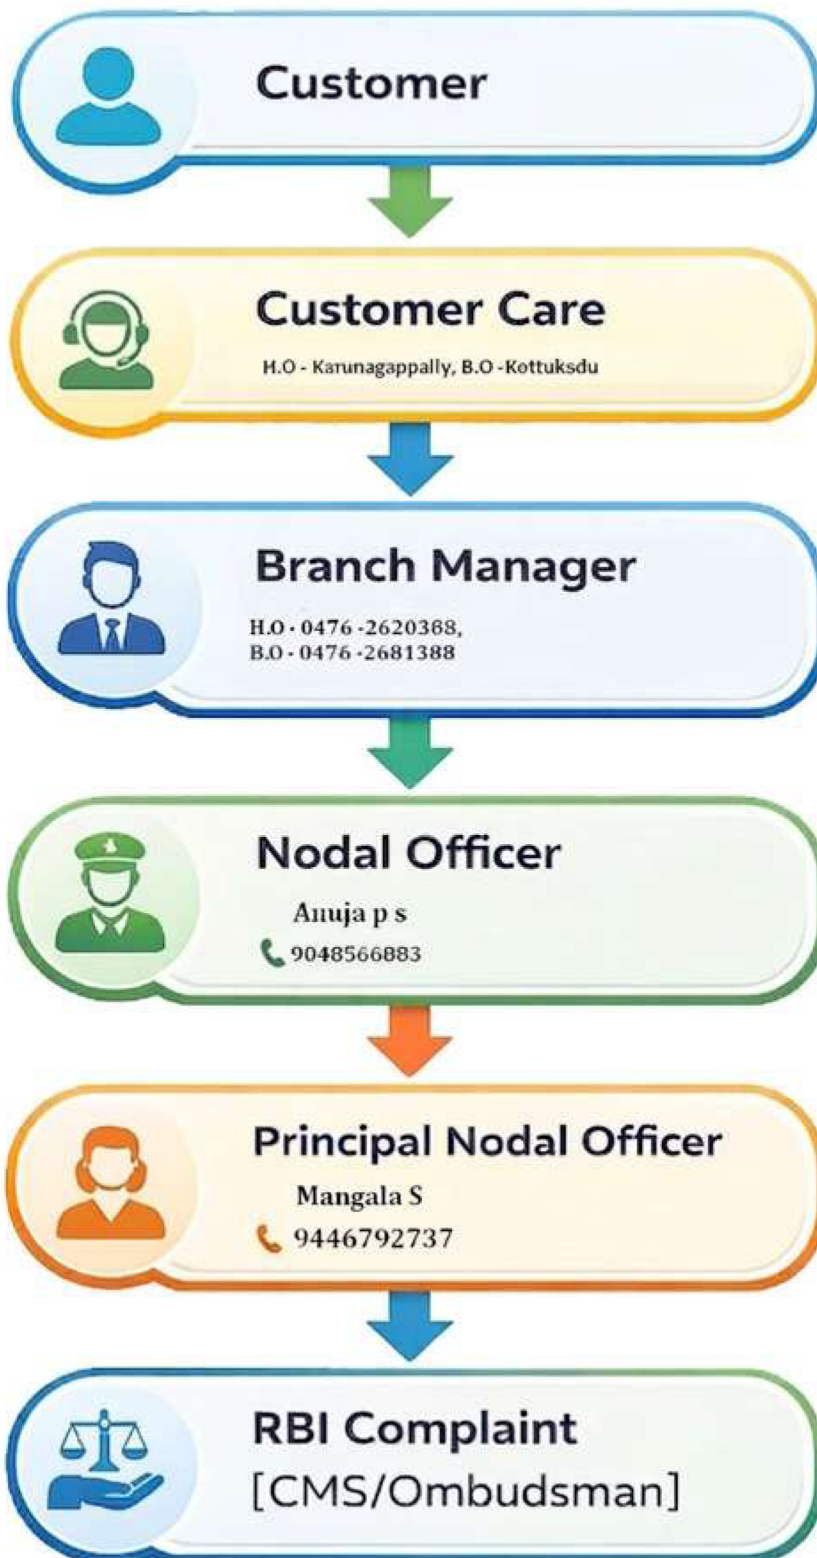 Customer
Customer Care
H.O - Karunagappally, B.O -Kottuksdu
Branch Manager
H.O - 0476 -2620368,
B.O - 0476 -2681388
Nodal Officer
Anuja p s
9048566883
Principal Nodal Officer
Mangala S
9446792737
RBI Complaint
[CMS/Ombudsman]